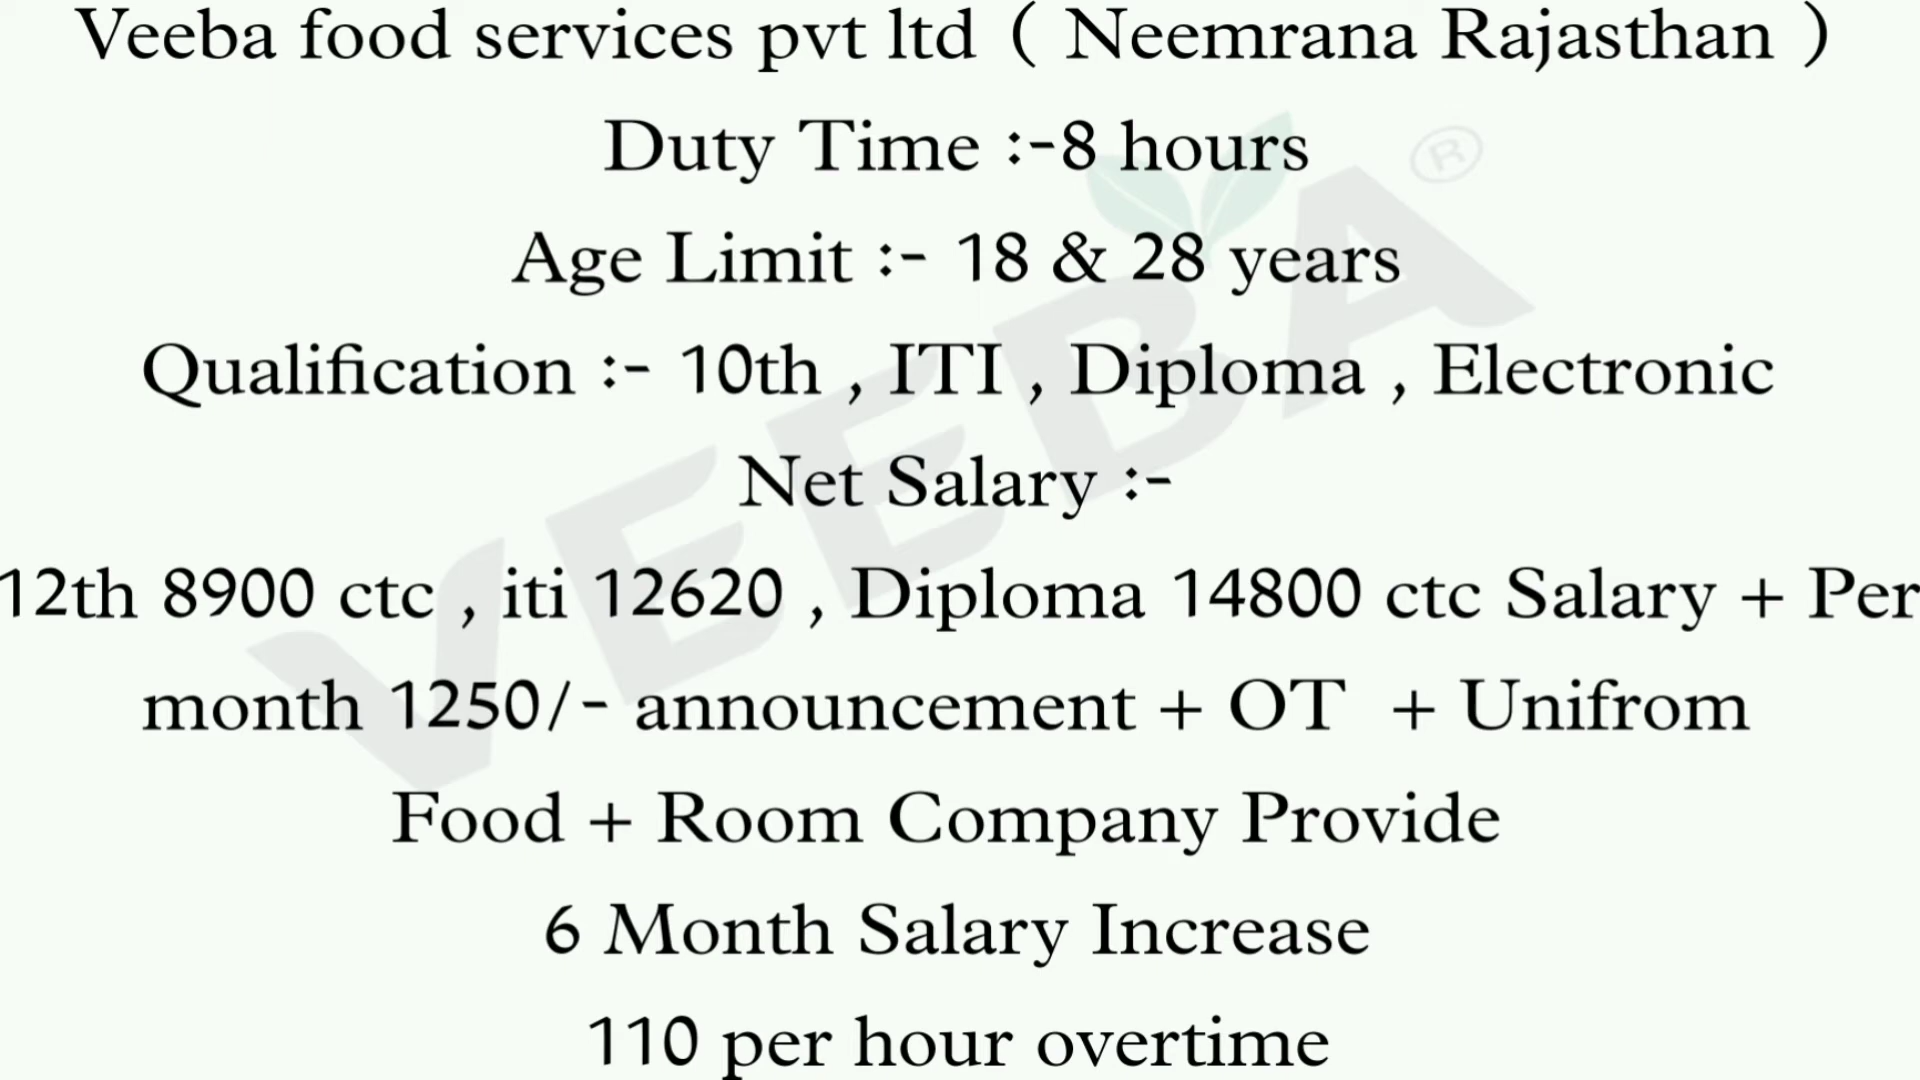 Veeba food services pvt ltd ( Neemrana Rajasthan )
Duty Time :-8 hours
Age Limit :- 18 & 28 years
Qualification :- 10th , ITI , Diploma , Electronic
Net Salary :-
12th 8900 ctc , iti 12620 , Diploma 14800 ctc Salary + Per
month 1250/- announcement + OT + Unifrom
Food + Room Company Provide
6 Month Salary Increase
110 per hour overtime
VEEBA ®